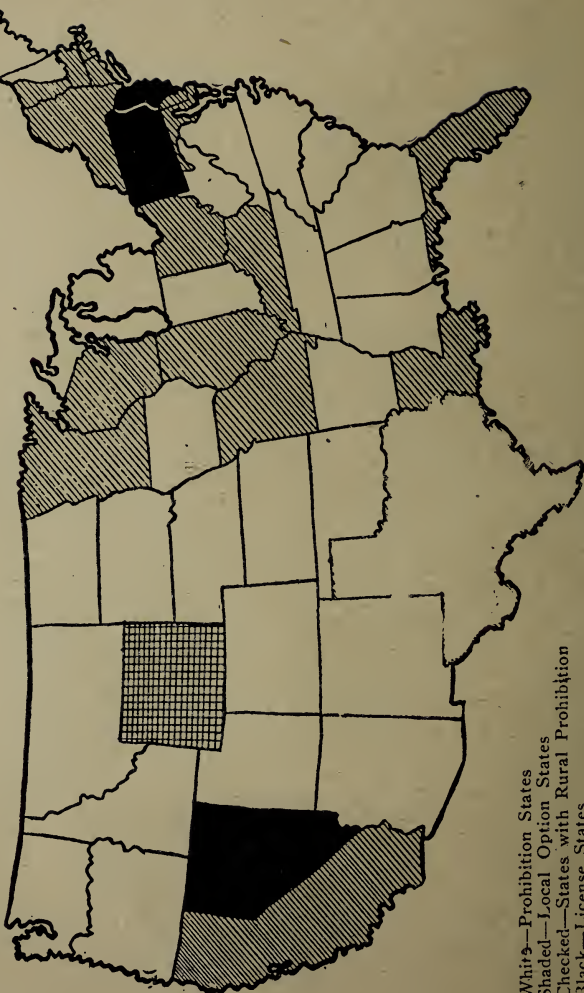 White—Prohibition States
Shaded—Local Option States
Checked—States with Rural Prohibition
Black—License States